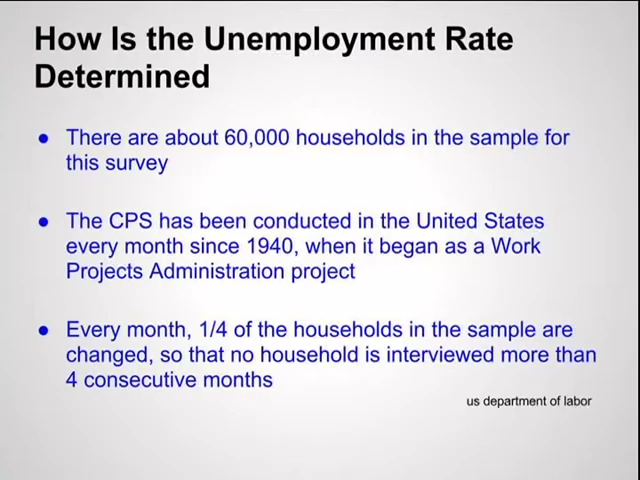 How Is the Unemployment Rate
Determined
● There are about 60,000 households in the sample for
this survey
● The CPS has been conducted in the United States
every month since 1940, when it began as a Work
Projects Administration project
● Every month, 1/4 of the households in the sample are
changed, so that no household is interviewed more than
4 consecutive months
us department of labor